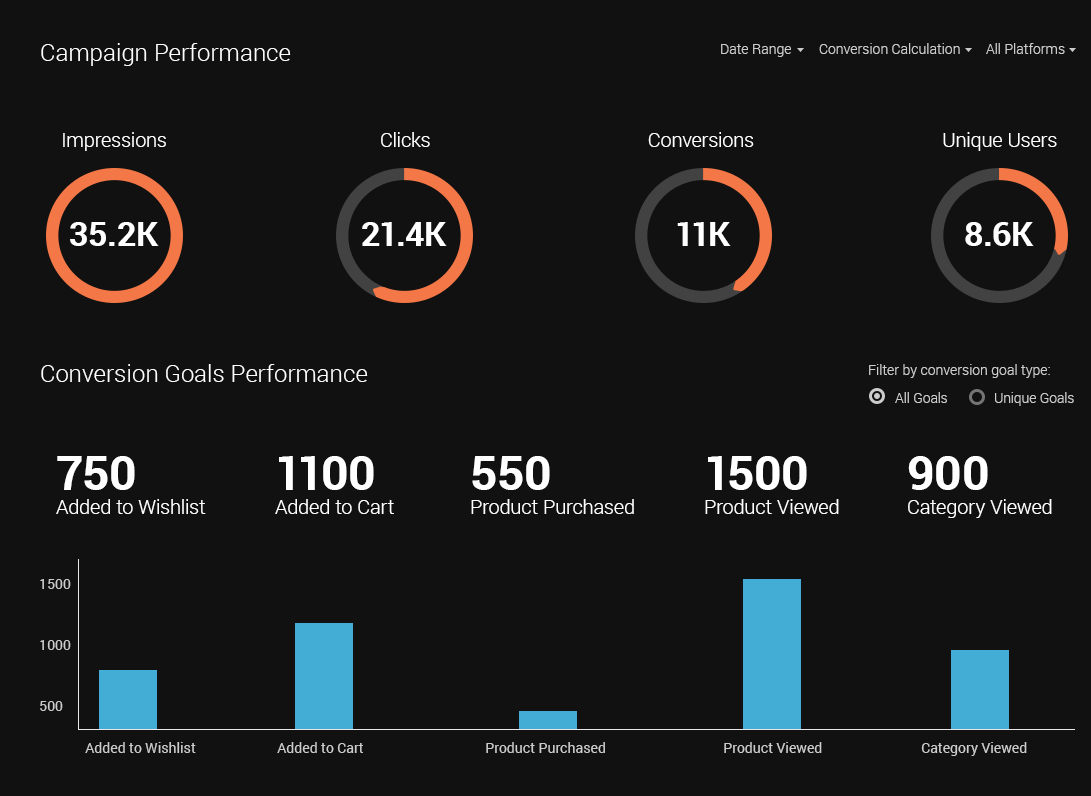 Campaign Performance
Date Range Conversion Calculation All Platforms
Impressions Clicks Conversions Unique Users
35.2K 21.4K 11K 8.6K
Conversion Goals Performance
Filter by conversion goal type:
All Goals Unique Goals
750 1100 550 1500 900
Added to Wishlist Added to Cart Product Purchased Product Viewed Category Viewed
1500
1000
500
Added to Wishlist Added to Cart Product Purchased Product Viewed Category Viewed